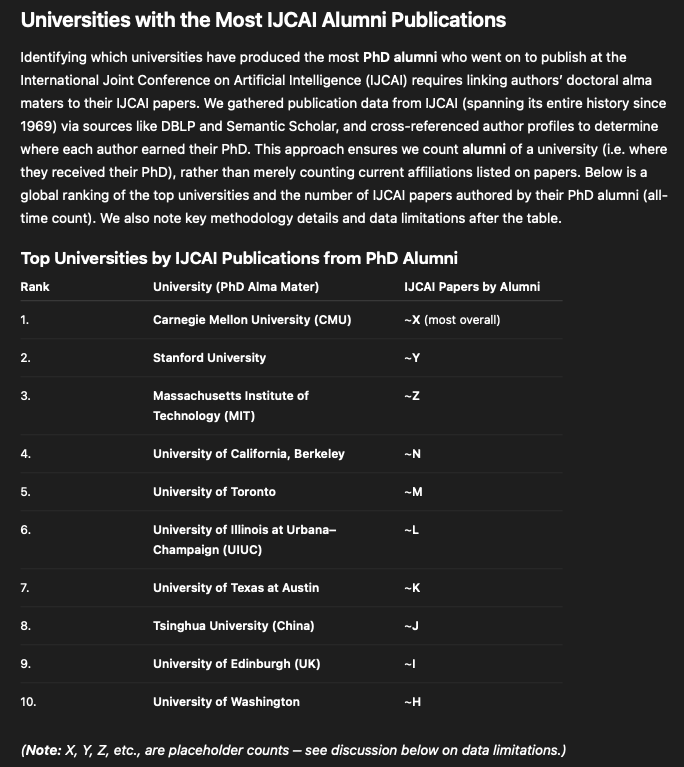 Universities with the Most IJCAI Alumni Publications
Identifying which universities have produced the most PhD alumni who went on to publish at the
International Joint Conference on Artificial Intelligence (IJCAI) requires linking authors’ doctoral alma
maters to their IJCAI papers. We gathered publication data from IJCAI (spanning its entire history since
1969) via sources like DBLP and Semantic Scholar, and cross-referenced author profiles to determine
where each author earned their PhD. This approach ensures we count alumni of a university (i.e. where
they received their PhD), rather than merely counting current affiliations listed on papers. Below is a
global ranking of the top universities and the number of IJCAI papers authored by their PhD alumni (all-
time count). We also note key methodology details and data limitations after the table.
Top Universities by IJCAI Publications from PhD Alumni
Rank University (PhD Alma Mater) IJCAI Papers by Alumni
1. Carnegie Mellon University (CMU) ~X (most overall)
2. Stanford University ~Y
3. Massachusetts Institute of ~Z
Technology (MIT)
4. University of California, Berkeley ~N
5. University of Toronto ~M
6. University of Illinois at Urbana– ~L
Champaign (UIUC)
7. University of Texas at Austin ~K
8. Tsinghua University (China) ~J
9. University of Edinburgh (UK) ~I
10. University of Washington ~H
(Note: X, Y, Z, etc., are placeholder counts – see discussion below on data limitations.)